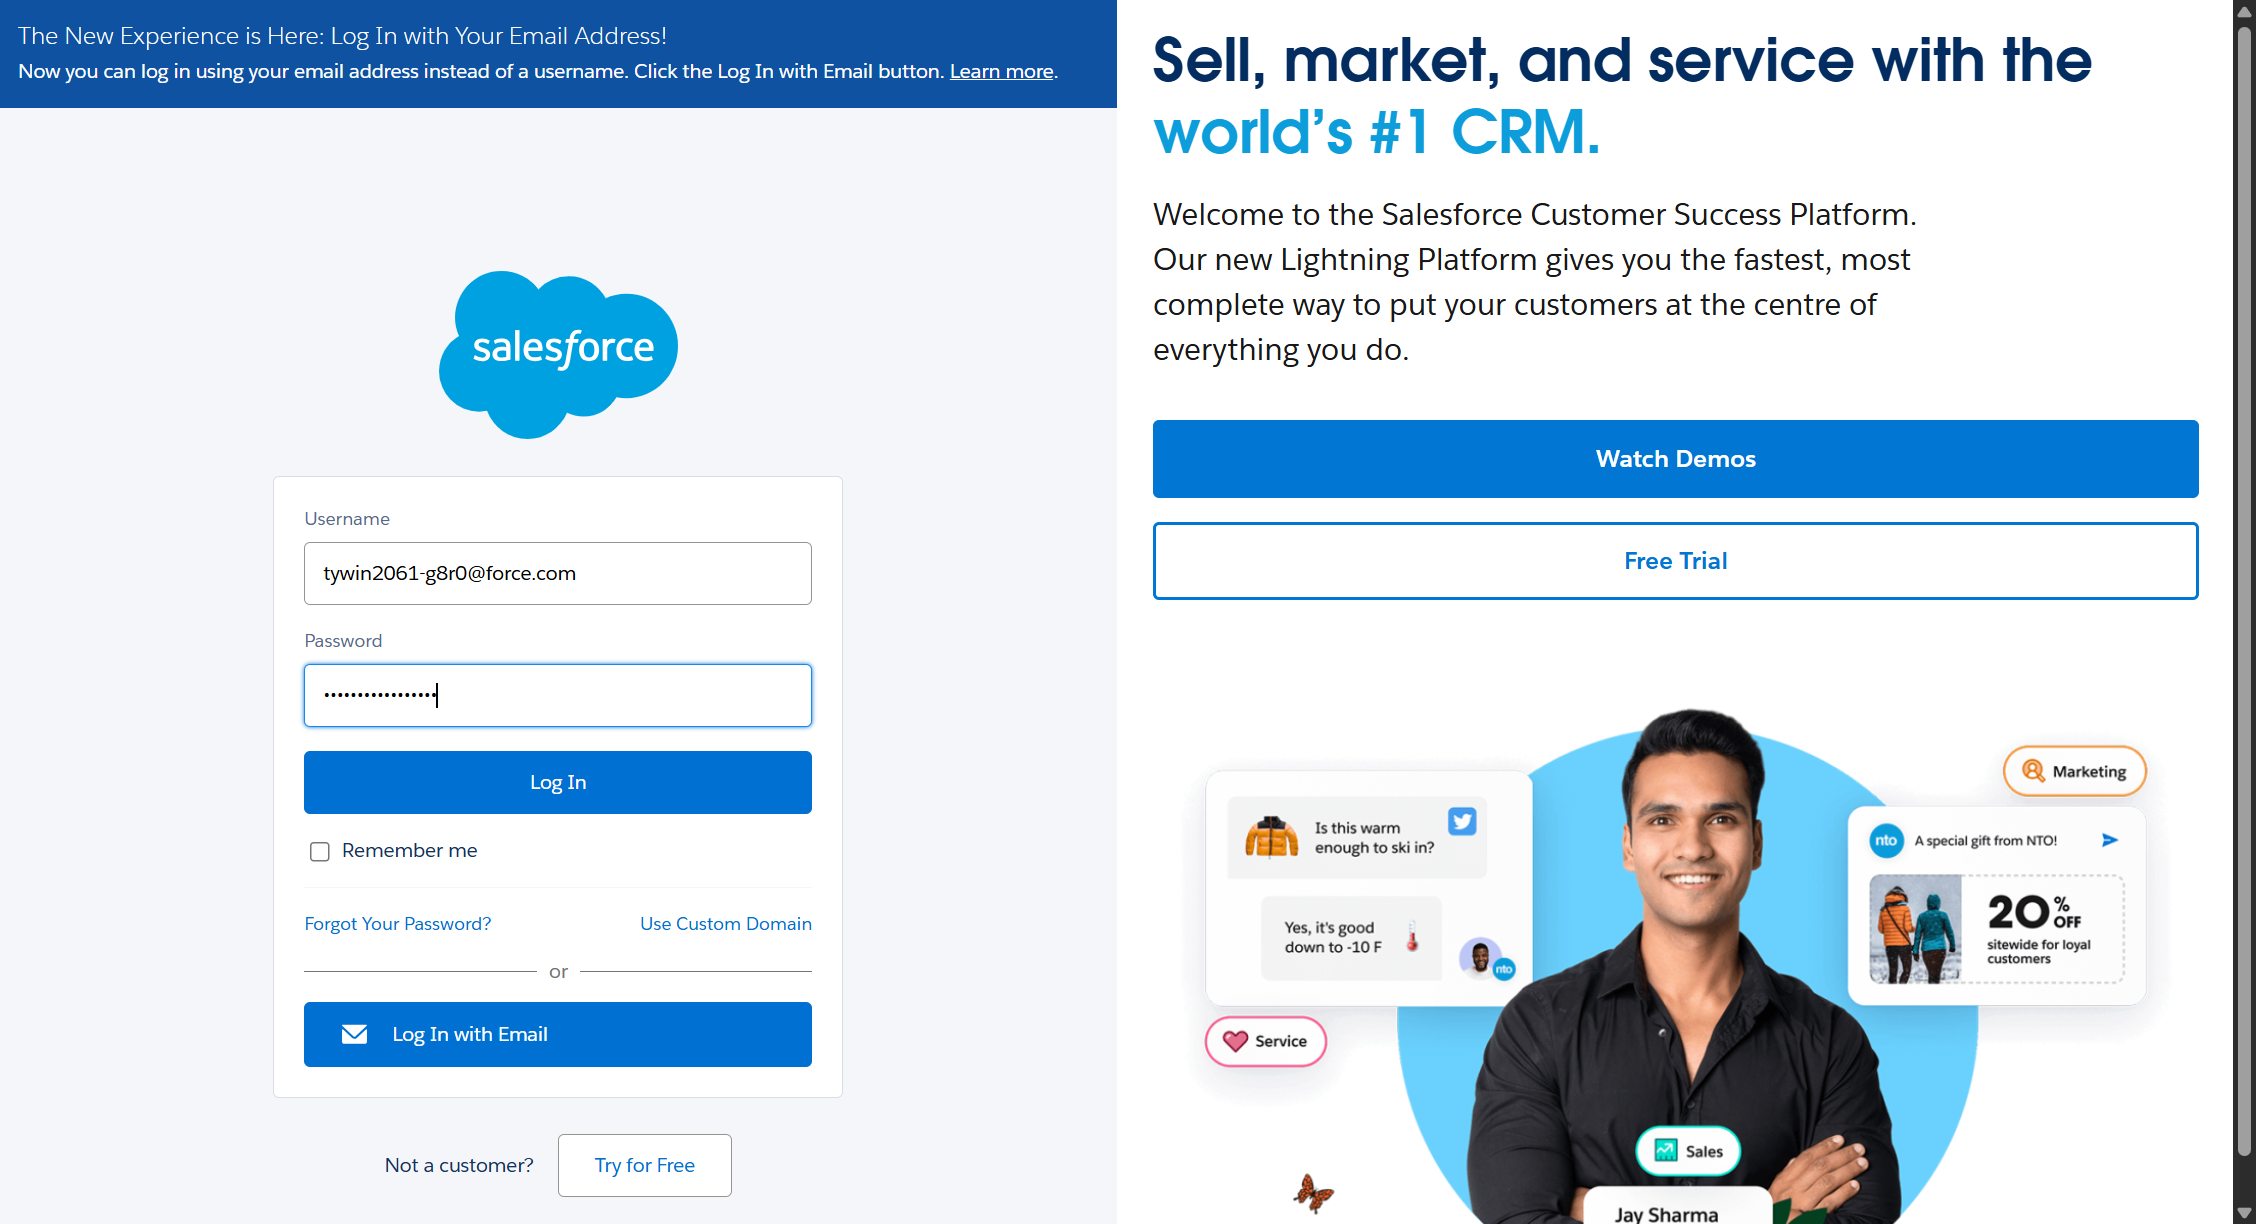 The New Experience is Here: Log In with Your Email Address!
Now you can log in using your email address instead of a username. Click the Log In with Email button. Learn more.
salesforce
Username
tywin2061-g8r0@force.com
Password
Log In
Remember me
Forgot Your Password?
Use Custom Domain
or
Log In with Email
Not a customer?
Try for Free
Sell, market, and service with the
world's #1 CRM.
Welcome to the Salesforce Customer Success Platform.
Our new Lightning Platform gives you the fastest, most
complete way to put your customers at the centre of
everything you do.
Watch Demos
Free Trial
Is this warm
enough to ski in?
Yes, it's good
down to -10 F
nto
Service
Marketing
nto
A special gift from NTO!
20% OFF
sitewide for loyal
customers
Sales
Jay Sharma